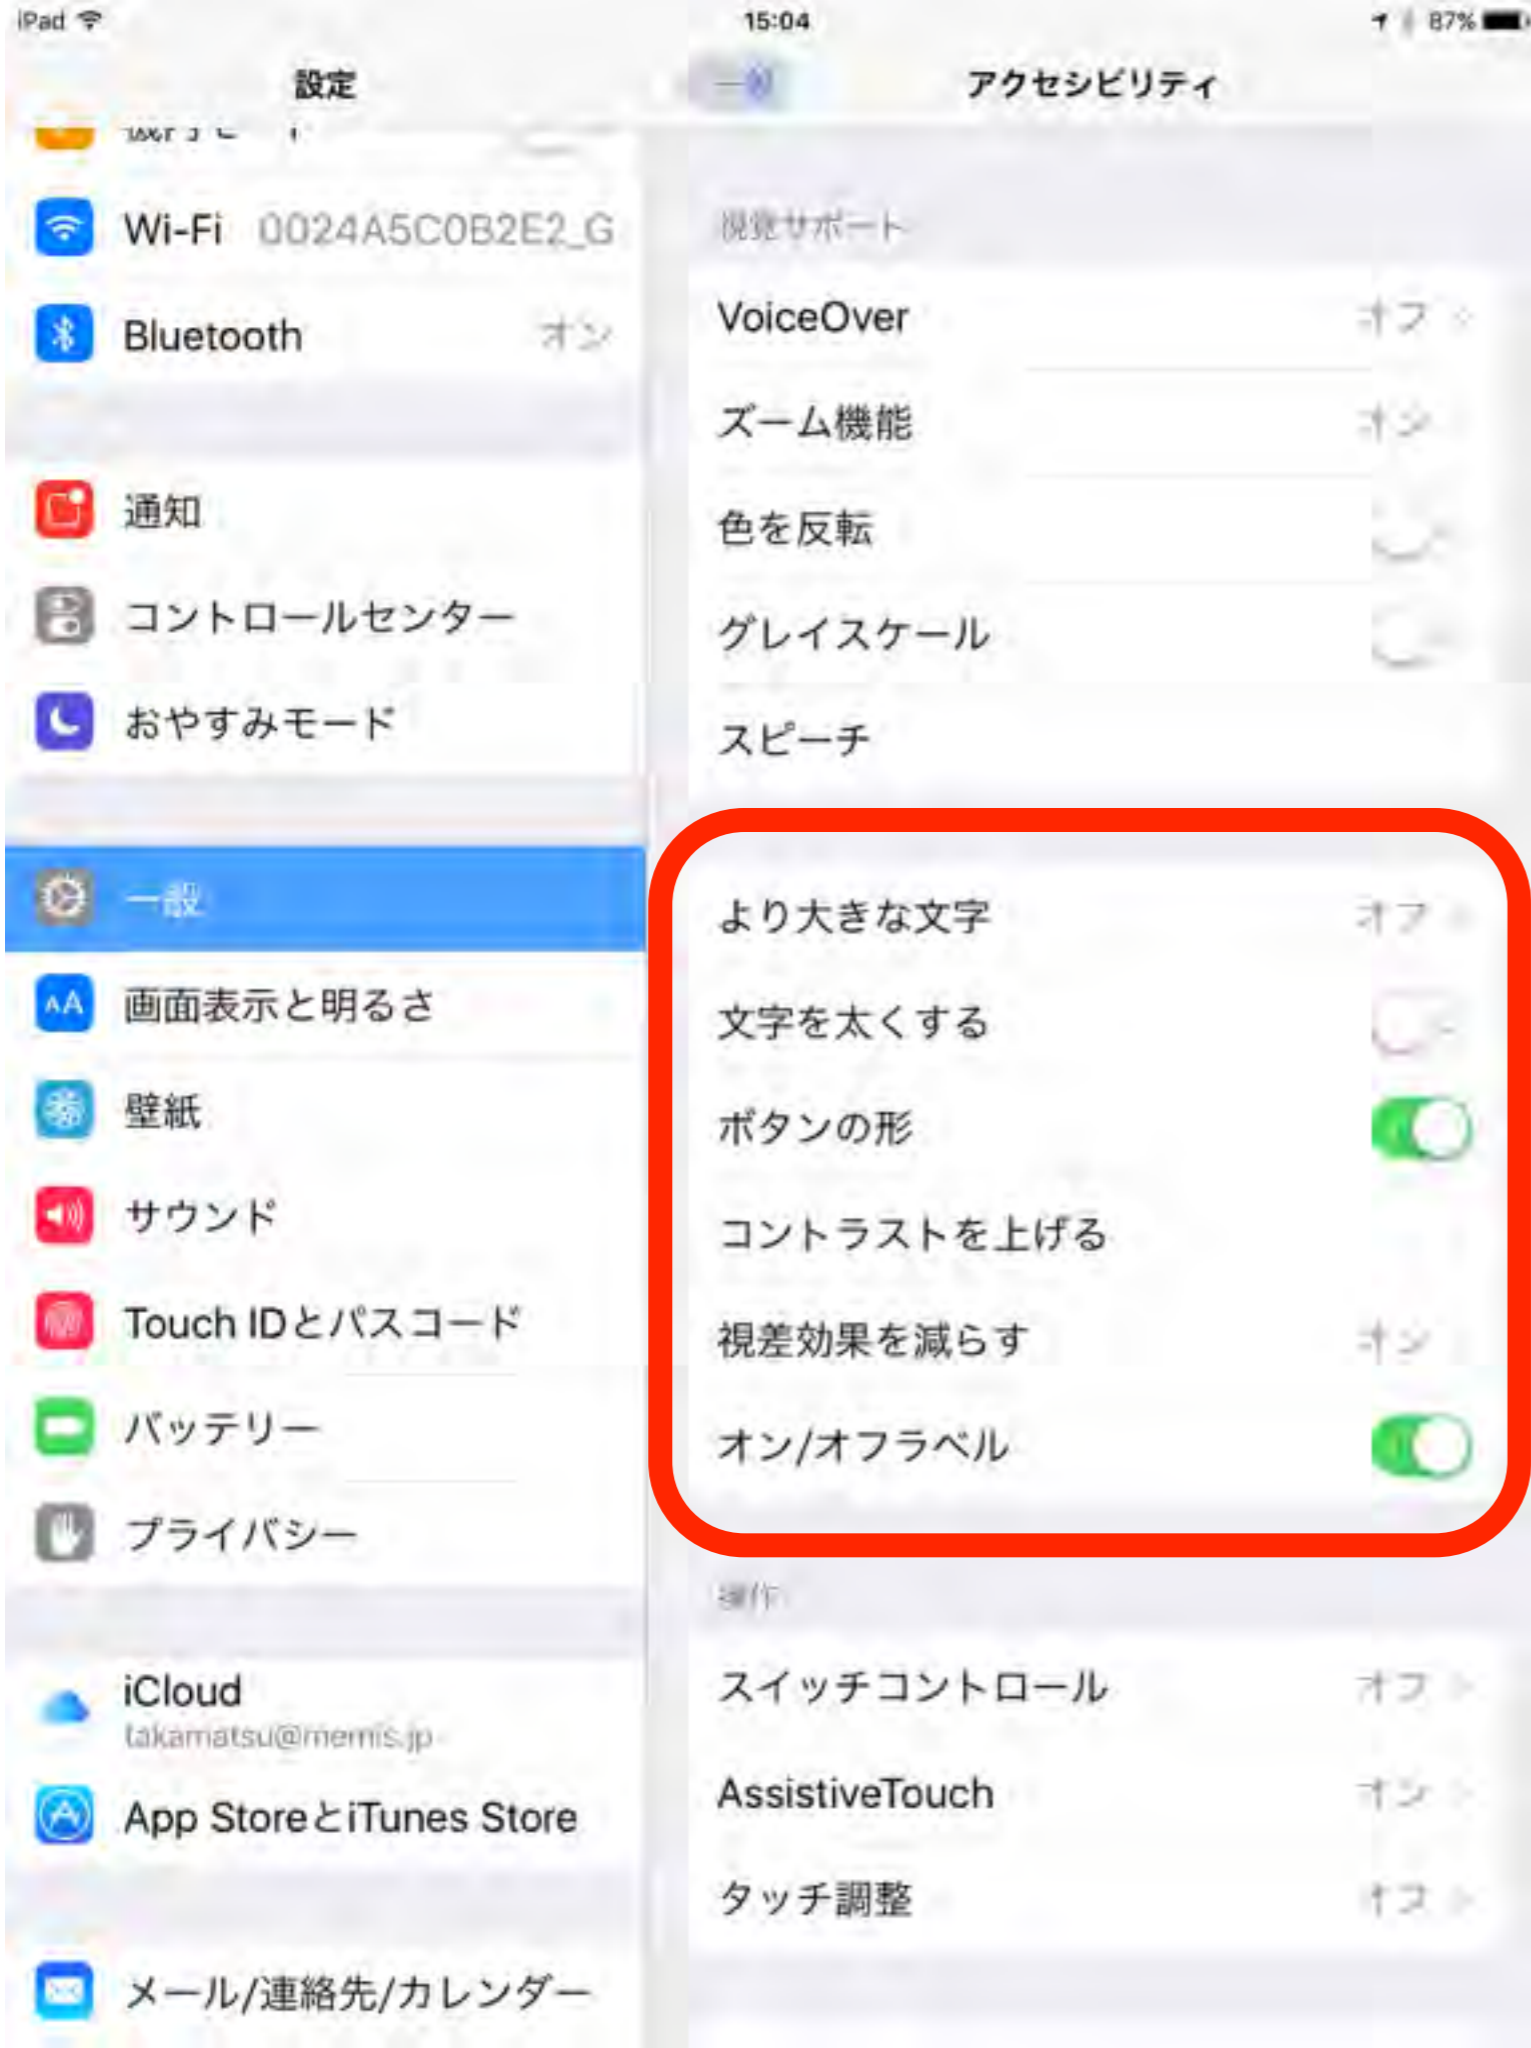 iPad
15:04
87%
設定
アクセシビリティ
Wi-Fi 0024A5C0B2E2_G
Bluetooth オン
通知
コントロールセンター
おやすみモード
一般
画面表示と明るさ
壁紙
サウンド
Touch IDとパスコード
バッテリー
プライバシー
iCloud
takamatsu@memis.jp
App StoreとiTunes Store
メール/連絡先/カレンダー
視覚サポート
VoiceOver オフ
ズーム機能 オン
色を反転
グレイスケール
スピーチ
より大きな文字 オフ
文字を太くする
ボタンの形
コントラストを上げる
視差効果を減らす オン
オン/オフラベル
操作
スイッチコントロール オフ
AssistiveTouch オン
タッチ調整 オフ